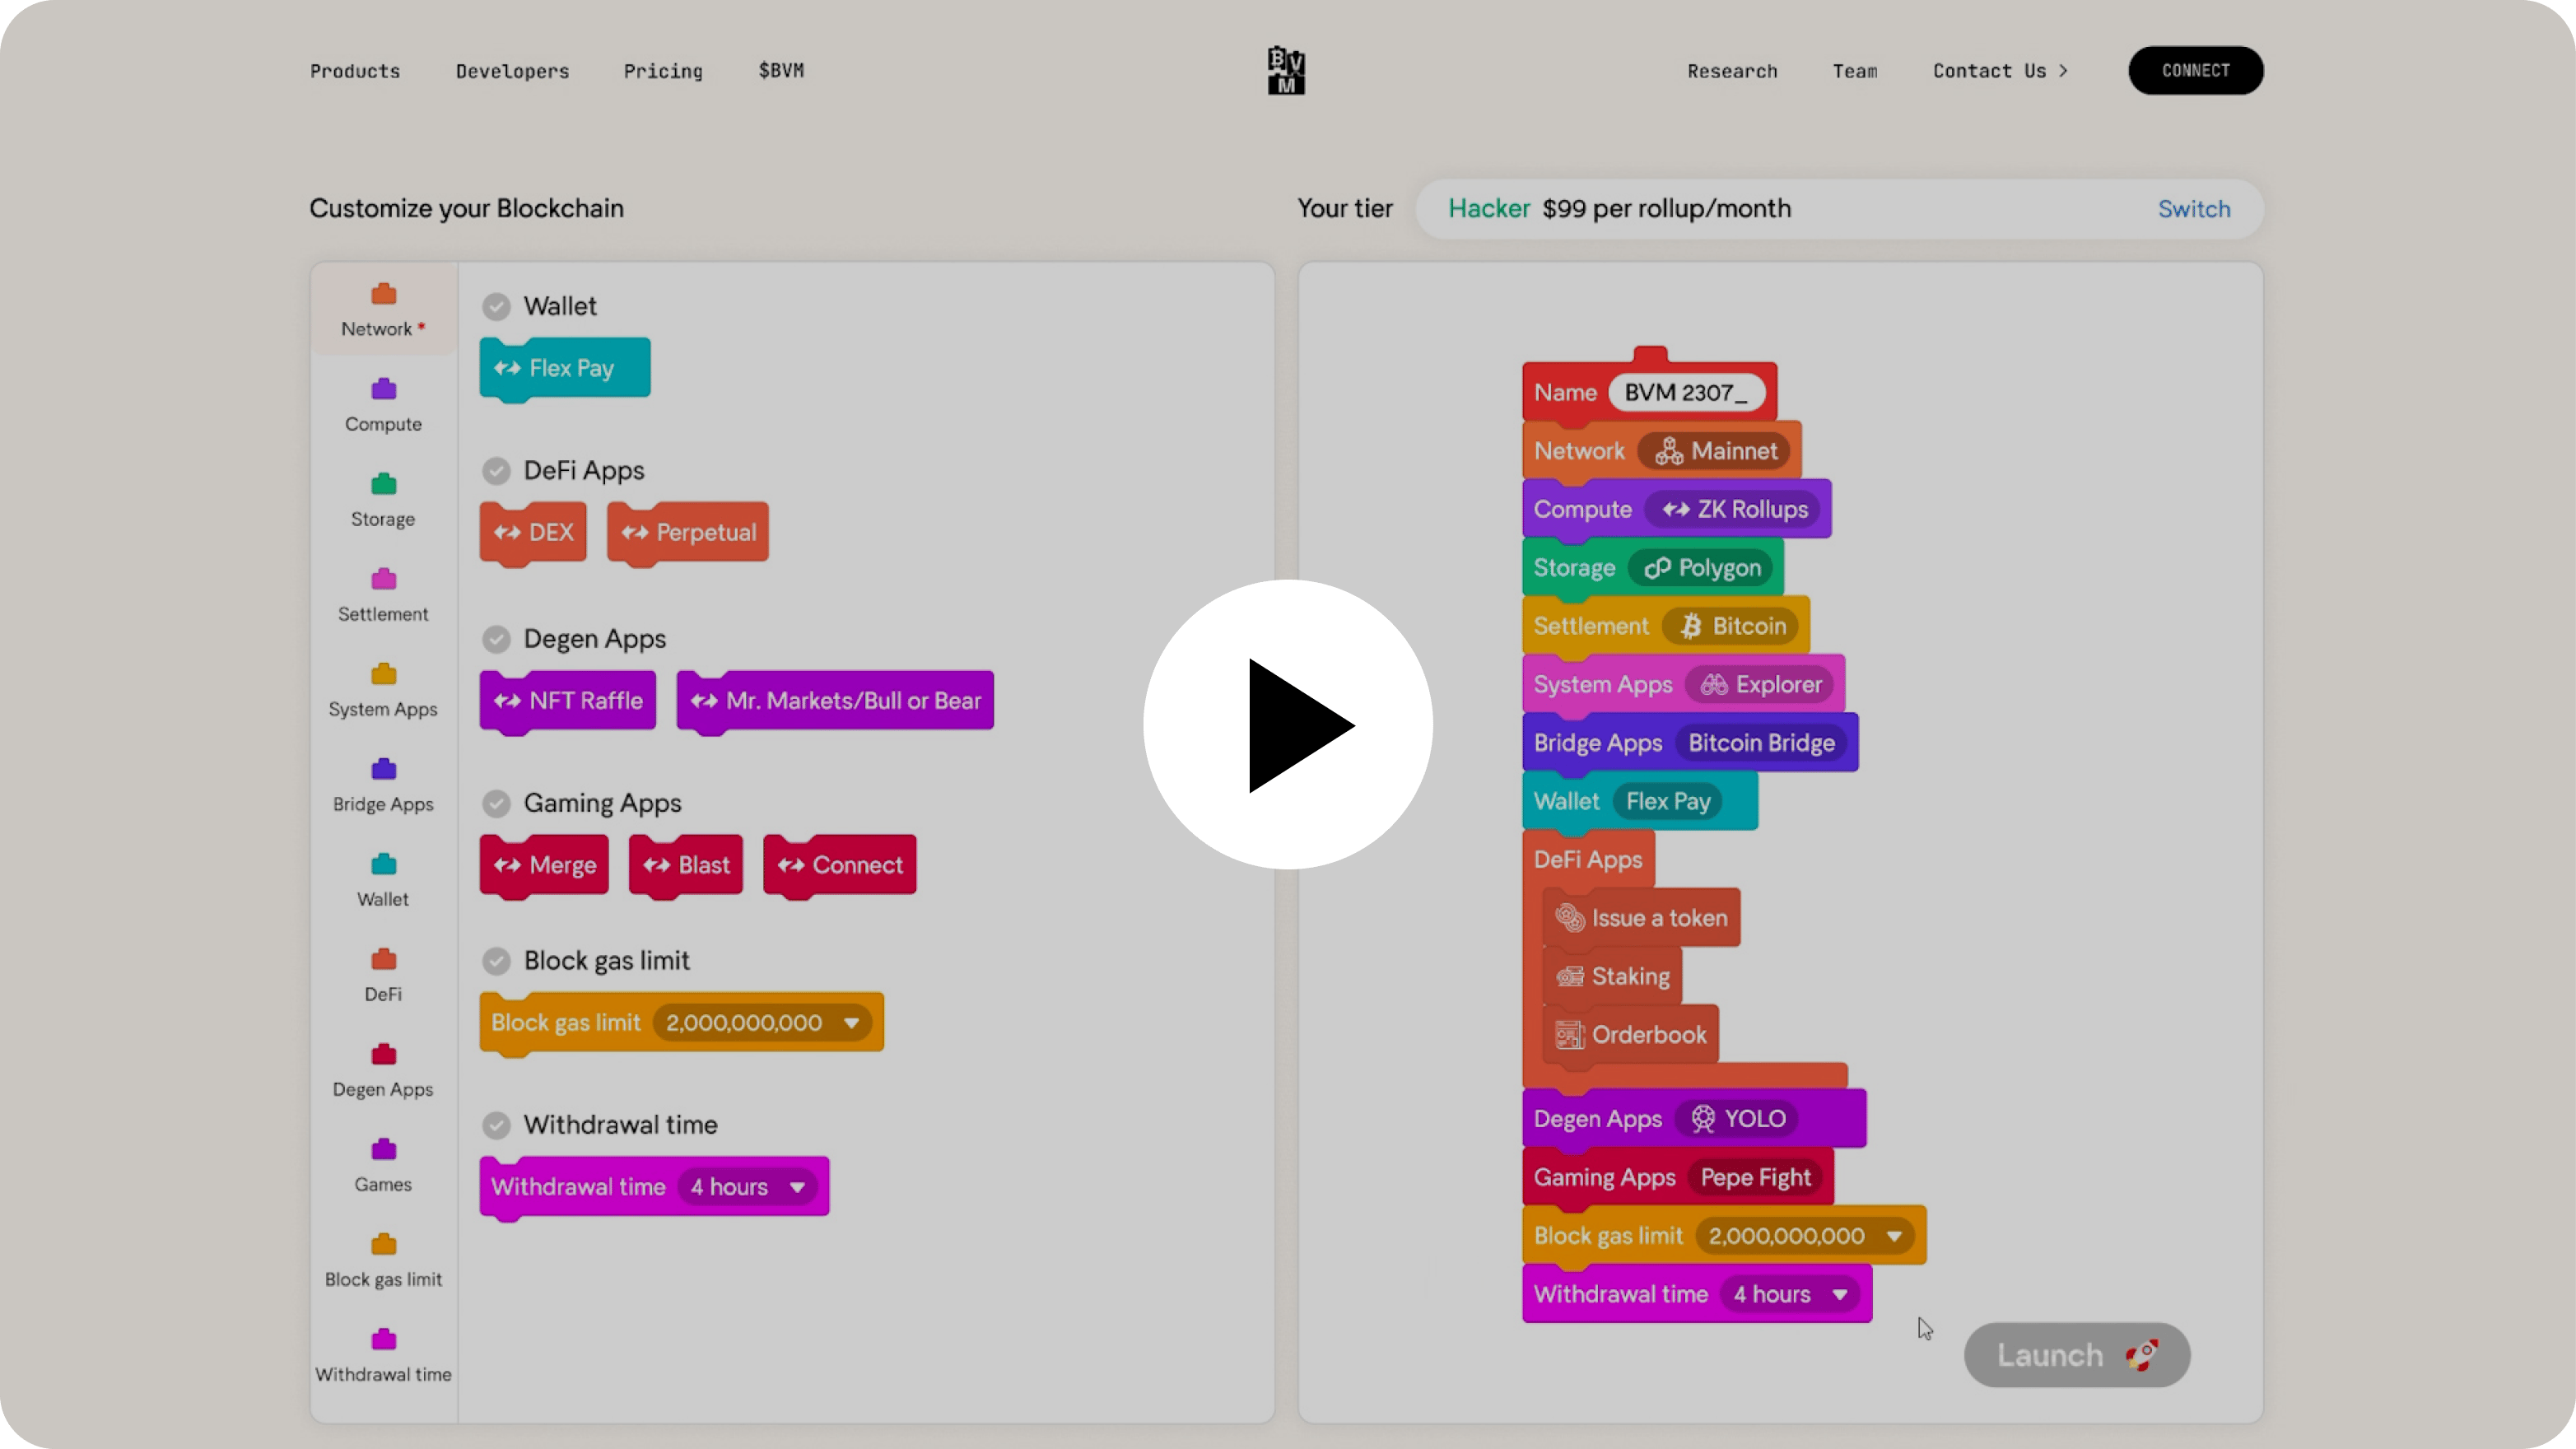 Products Developers Pricing $BVM
BVM
Research Team Contact Us > CONNECT
Customize your Blockchain
Your tier Hacker $99 per rollup/month Switch
Network *
Compute
Storage
Settlement
System Apps
Bridge Apps
Wallet
DeFi
Degen Apps
Games
Block gas limit
Withdrawal time
Wallet
Flex Pay
DeFi Apps
DEX Perpetual
Degen Apps
NFT Raffle Mr. Markets/Bull or Bear
Gaming Apps
Merge Blast Connect
Block gas limit
Block gas limit 2,000,000,000
Withdrawal time
Withdrawal time 4 hours
Name BVM 2307_
Network Mainnet
Compute ZK Rollups
Storage Polygon
Settlement Bitcoin
System Apps Explorer
Bridge Apps Bitcoin Bridge
Wallet Flex Pay
DeFi Apps
Issue a token
Staking
Orderbook
Degen Apps YOLO
Gaming Apps Pepe Fight
Block gas limit 2,000,000,000
Withdrawal time 4 hours
Launch 🚀